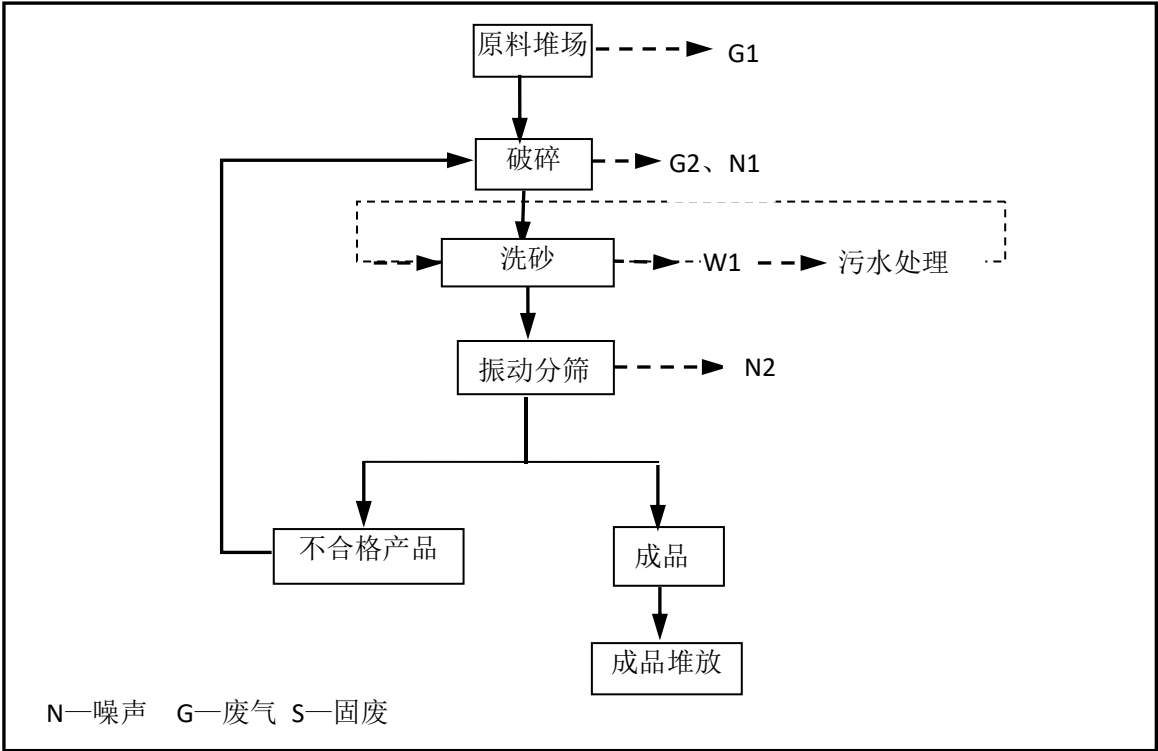 原料堆场
G1
破碎
G2、N1
洗砂
W1
污水处理
振动分筛
N2
不合格产品
成品
成品堆放
N—噪声 G—废气 S—固废